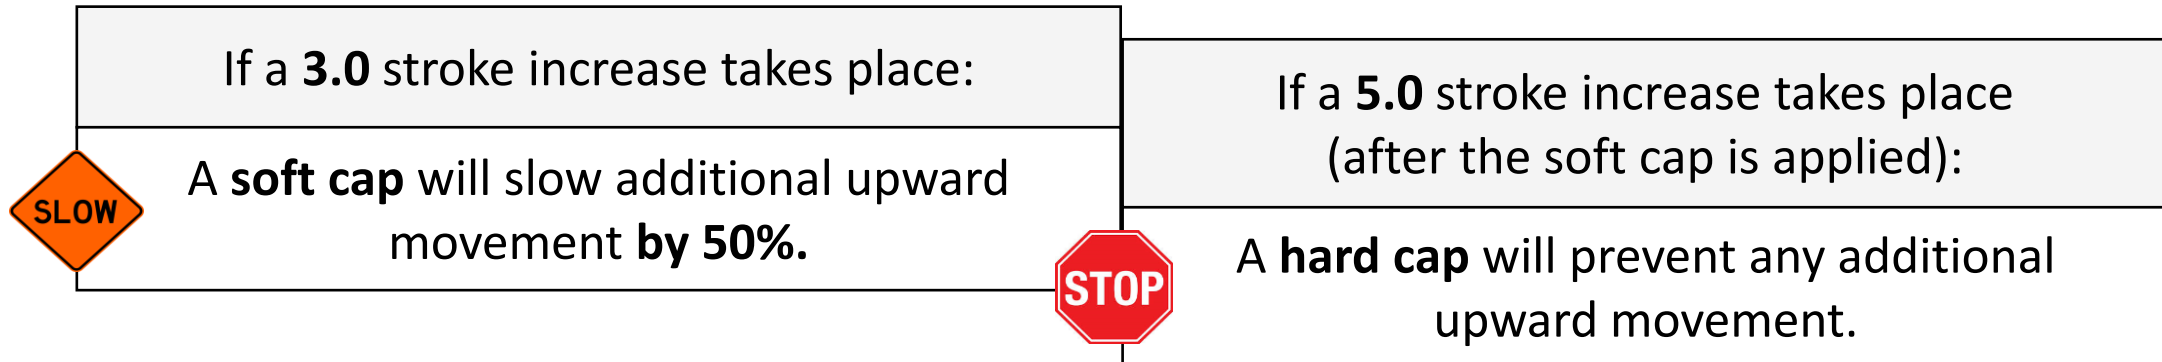 If a 3.0 stroke increase takes place:
A soft cap will slow additional upward
movement by 50%.
SLOW
If a 5.0 stroke increase takes place
(after the soft cap is applied):
A hard cap will prevent any additional
upward movement.
STOP